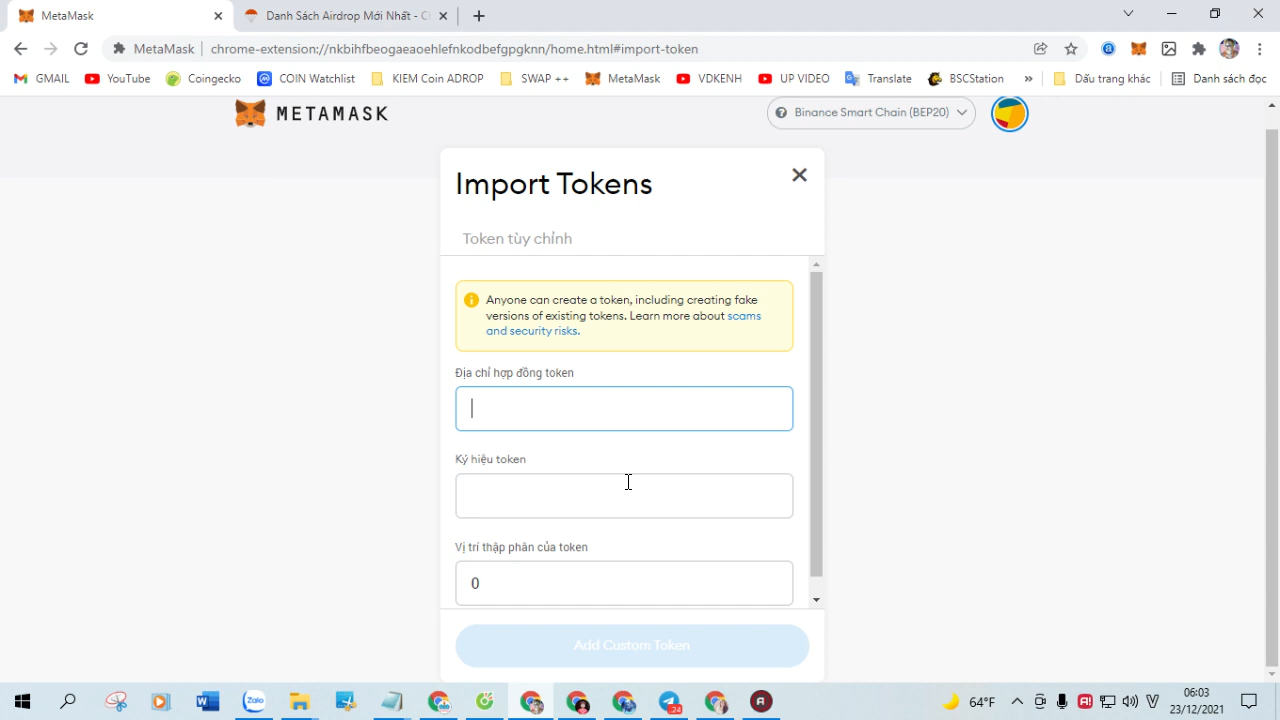 MetaMask
Danh Sách Airdrop Mới Nhất - C
MetaMask
chrome-extension://nkbihfbeogaeaoehlefnkodbefgpgknn/home.html#import-token
GMAIL
YouTube
Coingecko
COIN Watchlist
KIEM Coin ADROP
SWAP ++
MetaMask
VDKENH
UP VIDEO
Translate
BSCStation
»
Dấu trang khác
Danh sách đọc
METAMASK
Binance Smart Chain (BEP20)
Import Tokens
Token tùy chỉnh
Anyone can create a token, including creating fake
versions of existing tokens. Learn more about scams
and security risks.
Địa chỉ hợp đồng token
Ký hiệu token
Vị trí thập phân của token
0
Add Custom Token
Zalo
24
64°F
06:03
23/12/2021